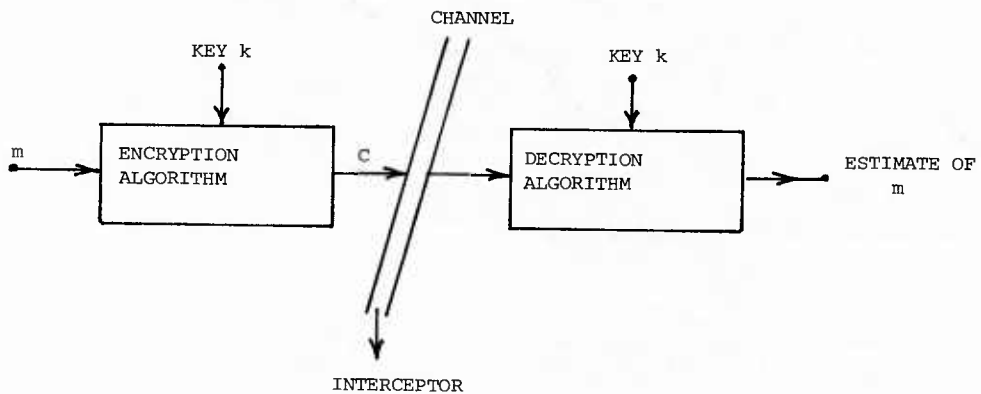 CHANNEL
KEY k
KEY k
m
ENCRYPTION
ALGORITHM
C
DECRYPTION
ALGORITHM
ESTIMATE OF
m
INTERCEPTOR